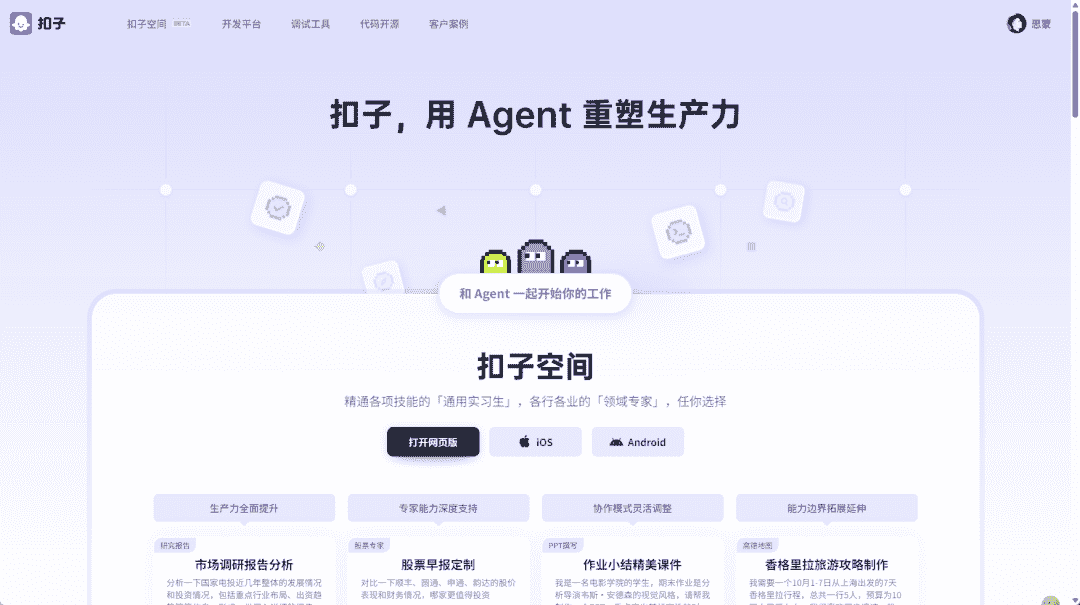 扣子
扣子空间 BETA
开发平台
调试工具
代码开源
客户案例
思蒙
扣子，用 Agent 重塑生产力
和 Agent 一起开始你的工作
扣子空间
精通各项技能的「通用实习生」，各行各业的「领域专家」，任你选择
打开网页版
iOS
Android
生产力全面提升
专家能力深度支持
协作模式灵活调整
能力边界拓展延伸
研究报告
市场调研报告分析
分析一下国家电投近几年整体的发展情况
和投资情况，包括重点行业布局、出资趋
股票专家
股票早报定制
对比一下顺丰、圆通、申通、韵达的股价
表现和财务情况，哪家更值得投资
PPT撰写
作业小结精美课件
我是一名电影学院的学生，期末作业是分
析导演韦斯·安德森的视觉风格，请帮我
高德地图
香格里拉旅游攻略制作
我需要一个10月1-7日从上海出发的7天
香格里拉行程，总共一行5人，预算为10